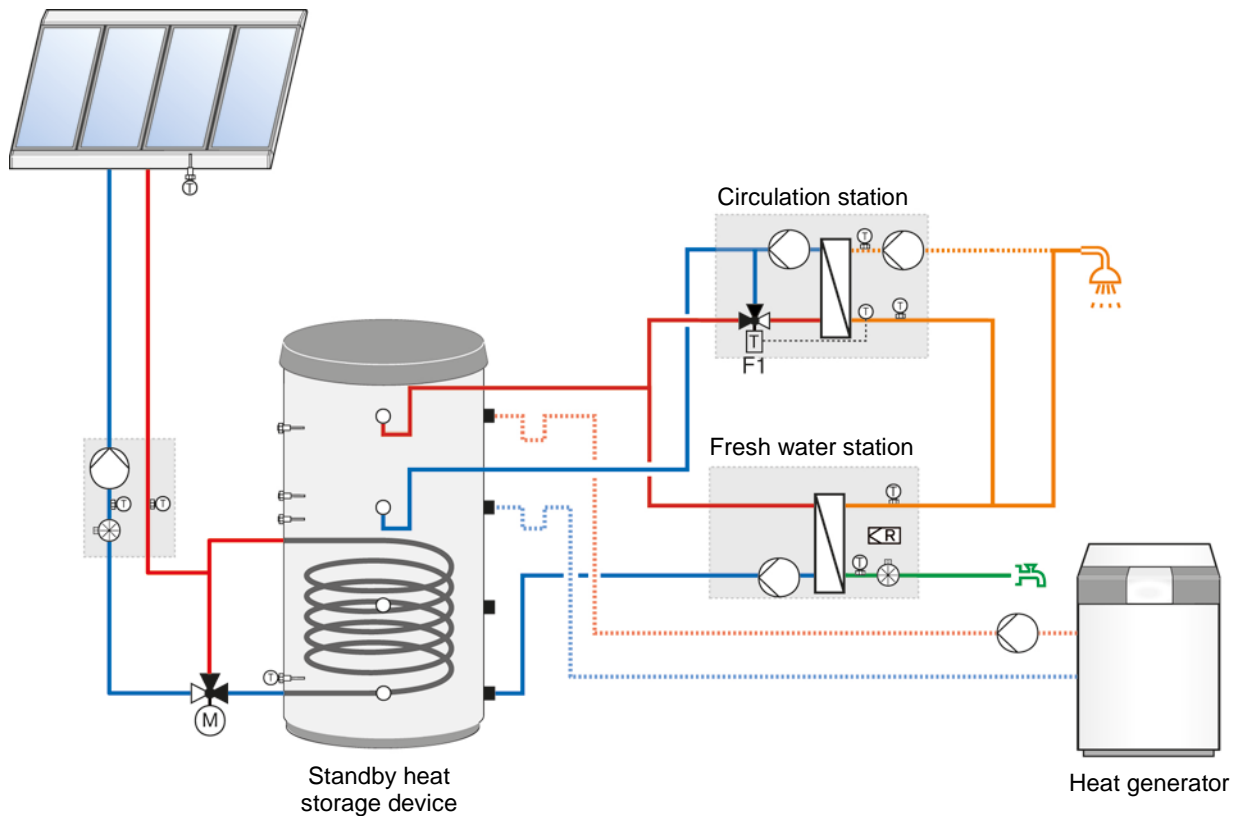 T
Circulation station
T
T
T
T
F1
Fresh water station
T
T
T
R
T
T
M
Standby heat
storage device
Heat generator